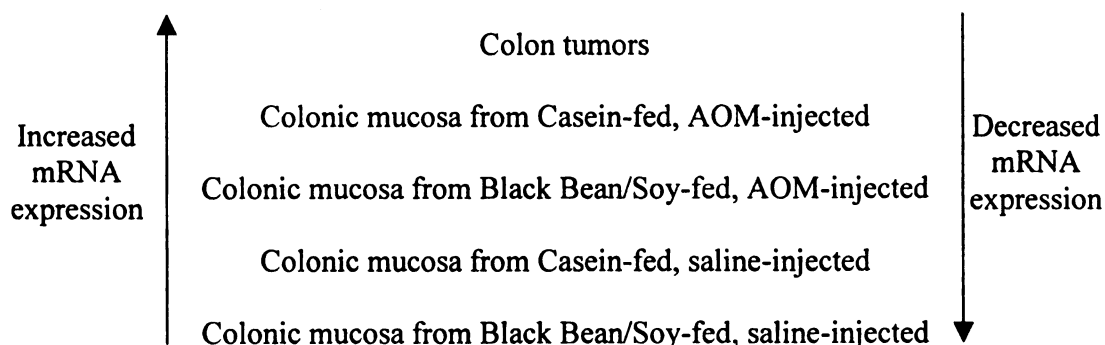 Colon tumors
Colonic mucosa from Casein-fed, AOM-injected
Increased
mRNA
expression
Decreased
mRNA
expression
Colonic mucosa from Black Bean/Soy-fed, AOM-injected
Colonic mucosa from Casein-fed, saline-injected
Colonic mucosa from Black Bean/Soy-fed, saline-injected